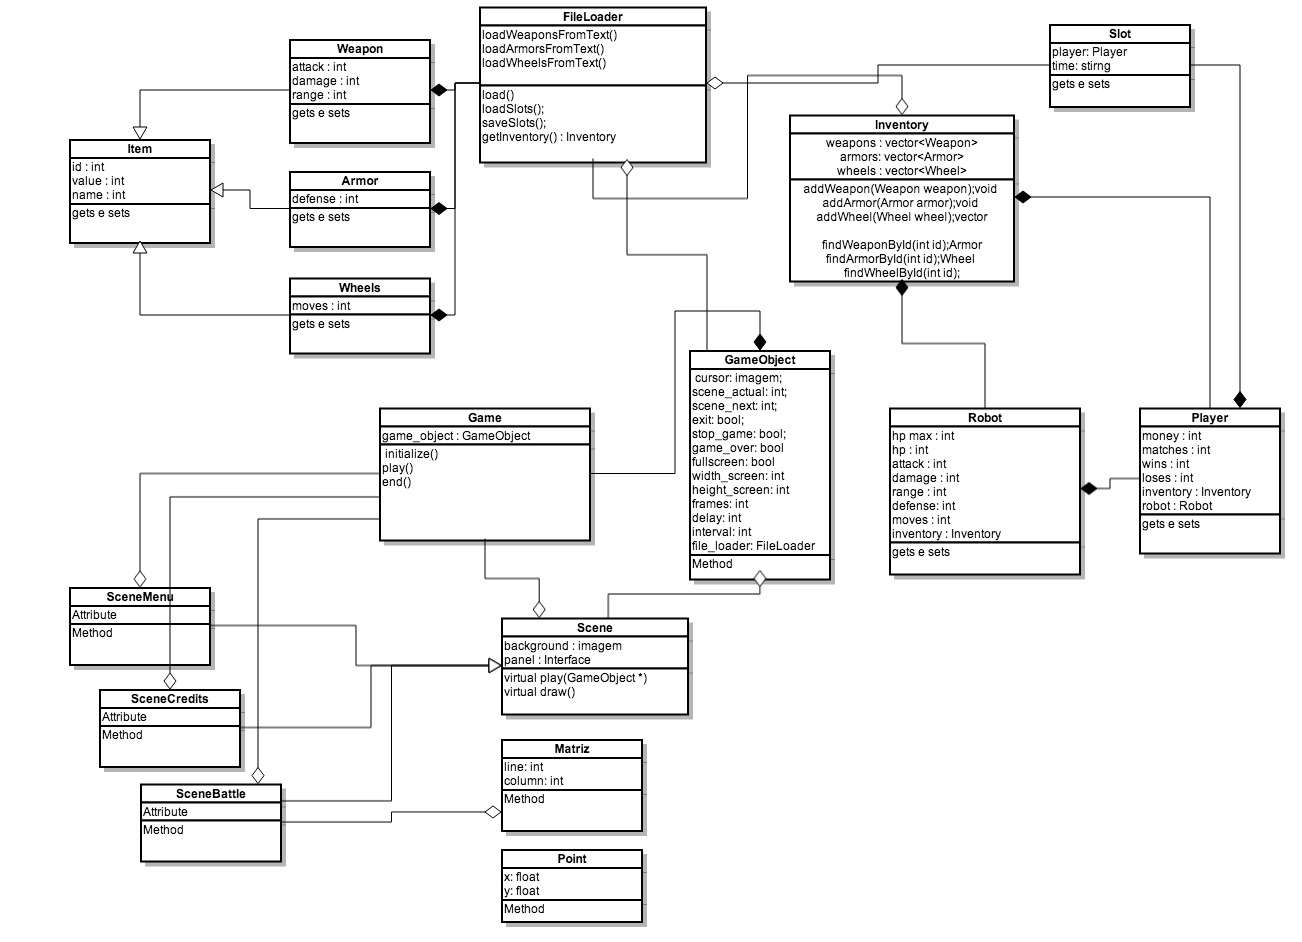 FileLoader
loadWeaponsFromText()
loadArmorsFromText()
loadWheelsFromText()
load()
loadSlots();
saveSlots();
getInventory() : Inventory
Slot
player: Player
time: stirng
gets e sets
Weapon
attack : int
damage : int
range : int
gets e sets
Item
id : int
value : int
name : int
gets e sets
Armor
defense : int
gets e sets
Wheels
moves : int
gets e sets
Inventory
weapons : vector<Weapon>
armors: vector<Armor>
wheels : vector<Wheel>
addWeapon(Weapon weapon);void
addArmor(Armor armor);void
addWheel(Wheel wheel);vector
findWeaponById(int id);Armor
findArmorById(int id);Wheel
findWheelById(int id);
GameObject
cursor: imagem;
scene_actual: int;
scene_next: int;
exit: bool;
stop_game: bool;
game_over: bool
fullscreen: bool
width_screen: int
height_screen: int
frames: int
delay: int
interval: int
file_loader: FileLoader
Method
Game
game_object : GameObject
initialize()
play()
end()
Robot
hp max : int
hp : int
attack : int
damage : int
range : int
defense: int
moves : int
inventory : Inventory
gets e sets
Player
money : int
matches : int
wins : int
loses : int
inventory : Inventory
robot : Robot
gets e sets
SceneMenu
Attribute
Method
Scene
background : imagem
panel : Interface
virtual play(GameObject *)
virtual draw()
SceneCredits
Attribute
Method
SceneBattle
Attribute
Method
Matriz
line: int
column: int
Method
Point
x: float
y: float
Method